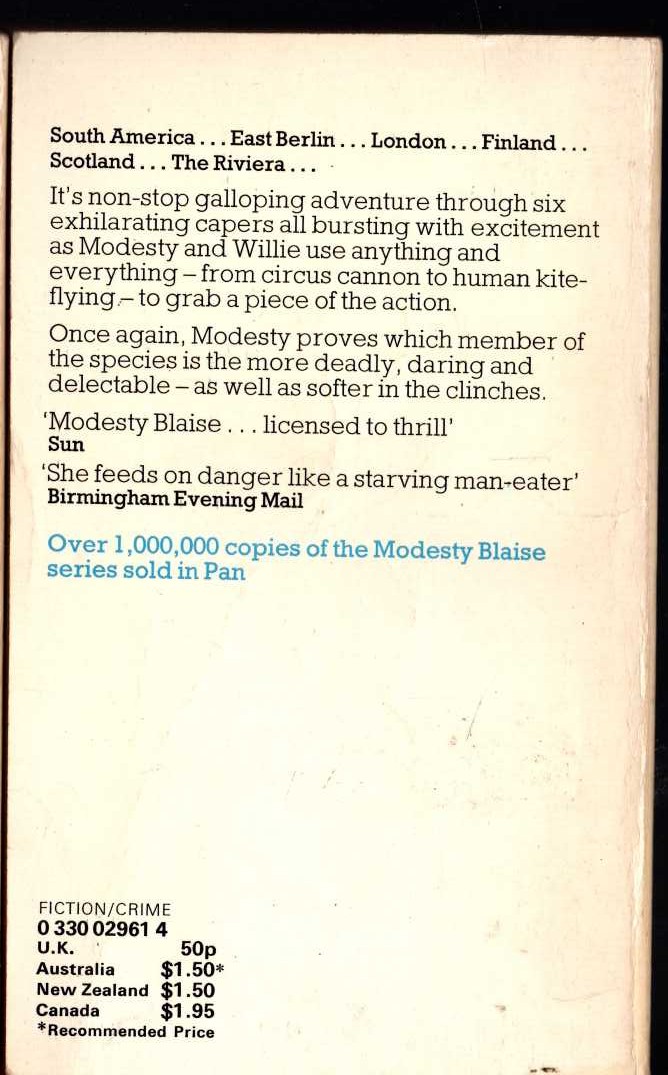 South America . . . East Berlin . . . London . . . Finland . . .
Scotland . . . The Riviera . . .
It's non-stop galloping adventure through six
exhilarating capers all bursting with excitement
as Modesty and Willie use anything and
everything – from circus cannon to human kite-
flying – to grab a piece of the action.
Once again, Modesty proves which member of
the species is the more deadly, daring and
delectable – as well as softer in the clinches.
'Modesty Blaise . . . licensed to thrill'
Sun
'She feeds on danger like a starving man-eater'
Birmingham Evening Mail
Over 1,000,000 copies of the Modesty Blaise
series sold in Pan
FICTION/CRIME
0 330 02961 4
U.K. 50p
Australia $1.50*
New Zealand $1.50
Canada $1.95
*Recommended Price